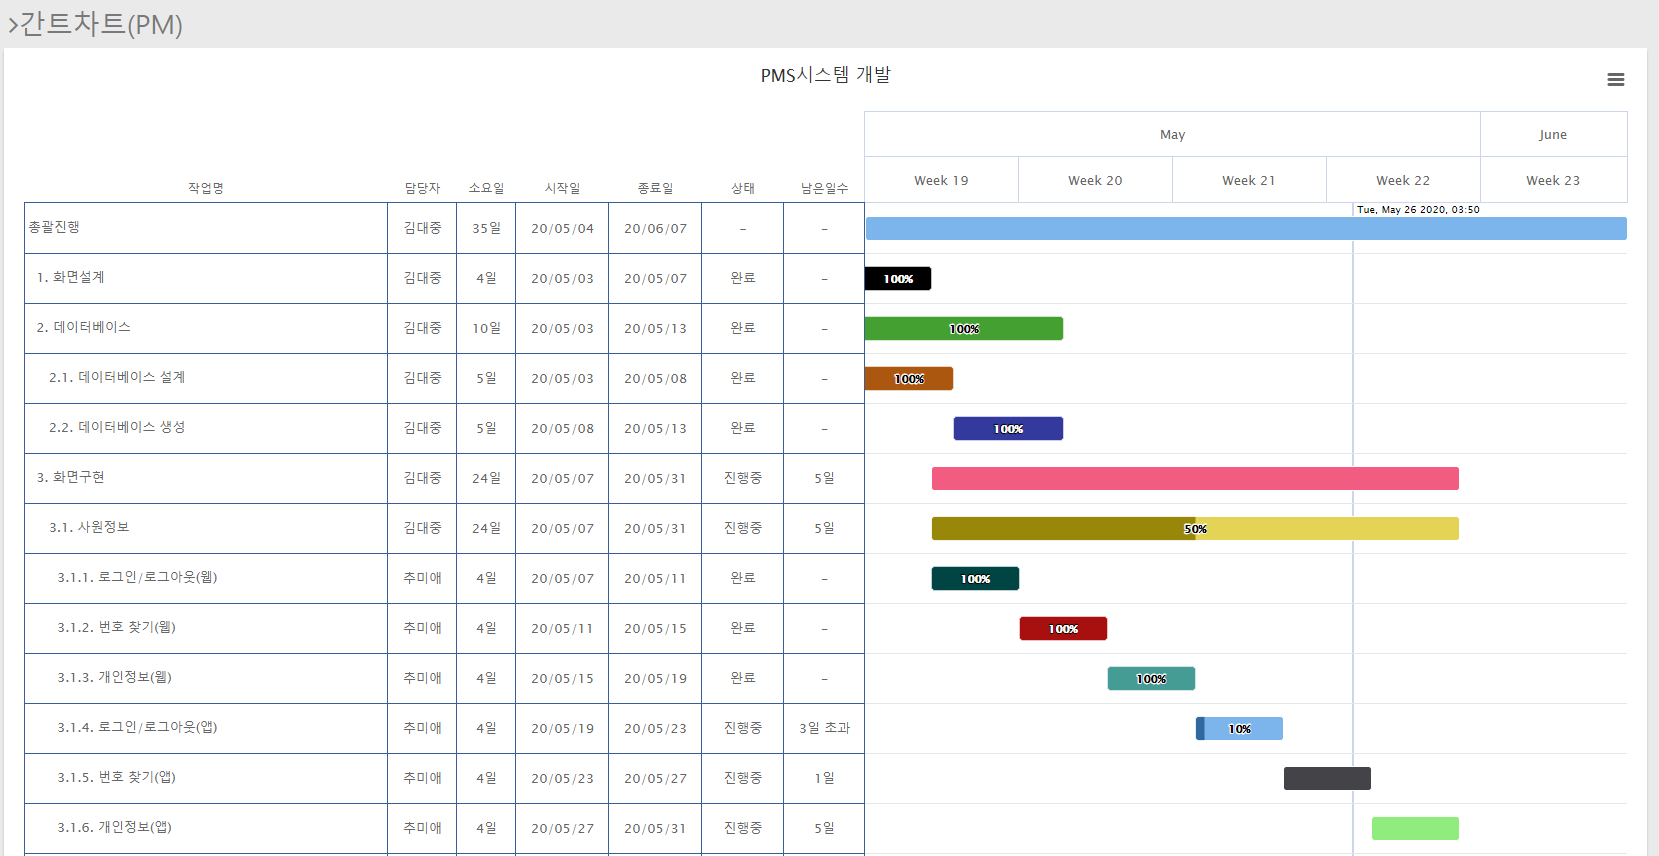 >간트차트(PM)
PMS시스템 개발
May June
Week 19 Week 20 Week 21 Week 22 Week 23
작업명 담당자 소요일 시작일 종료일 상태 남은일수
Tue, May 26 2020, 03:50
총괄진행 김대중 35일 20/05/04 20/06/07 – –
1. 화면설계 김대중 4일 20/05/03 20/05/07 완료 – 100%
2. 데이터베이스 김대중 10일 20/05/03 20/05/13 완료 – 100%
2.1. 데이터베이스 설계 김대중 5일 20/05/03 20/05/08 완료 – 100%
2.2. 데이터베이스 생성 김대중 5일 20/05/08 20/05/13 완료 – 100%
3. 화면구현 김대중 24일 20/05/07 20/05/31 진행중 5일
3.1. 사원정보 김대중 24일 20/05/07 20/05/31 진행중 5일 50%
3.1.1. 로그인/로그아웃(웹) 추미애 4일 20/05/07 20/05/11 완료 – 100%
3.1.2. 번호 찾기(웹) 추미애 4일 20/05/11 20/05/15 완료 – 100%
3.1.3. 개인정보(웹) 추미애 4일 20/05/15 20/05/19 완료 – 100%
3.1.4. 로그인/로그아웃(앱) 추미애 4일 20/05/19 20/05/23 진행중 3일 초과 10%
3.1.5. 번호 찾기(앱) 추미애 4일 20/05/23 20/05/27 진행중 1일
3.1.6. 개인정보(앱) 추미애 4일 20/05/27 20/05/31 진행중 5일